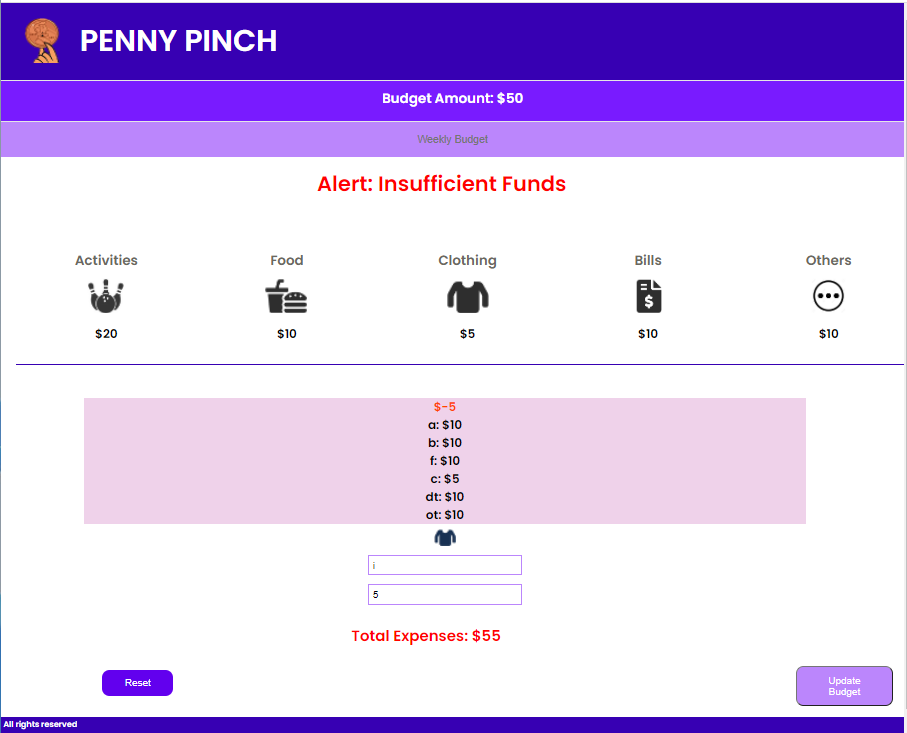 PENNY PINCH
Budget Amount: $50
Weekly Budget
Alert: Insufficient Funds
Activities Food Clothing Bills Others
$20 $10 $5 $10 $10
$-5
a: $10
b: $10
f: $10
c: $5
dt: $10
ot: $10
i
5
Total Expenses: $55
Reset
Update
Budget
All rights reserved